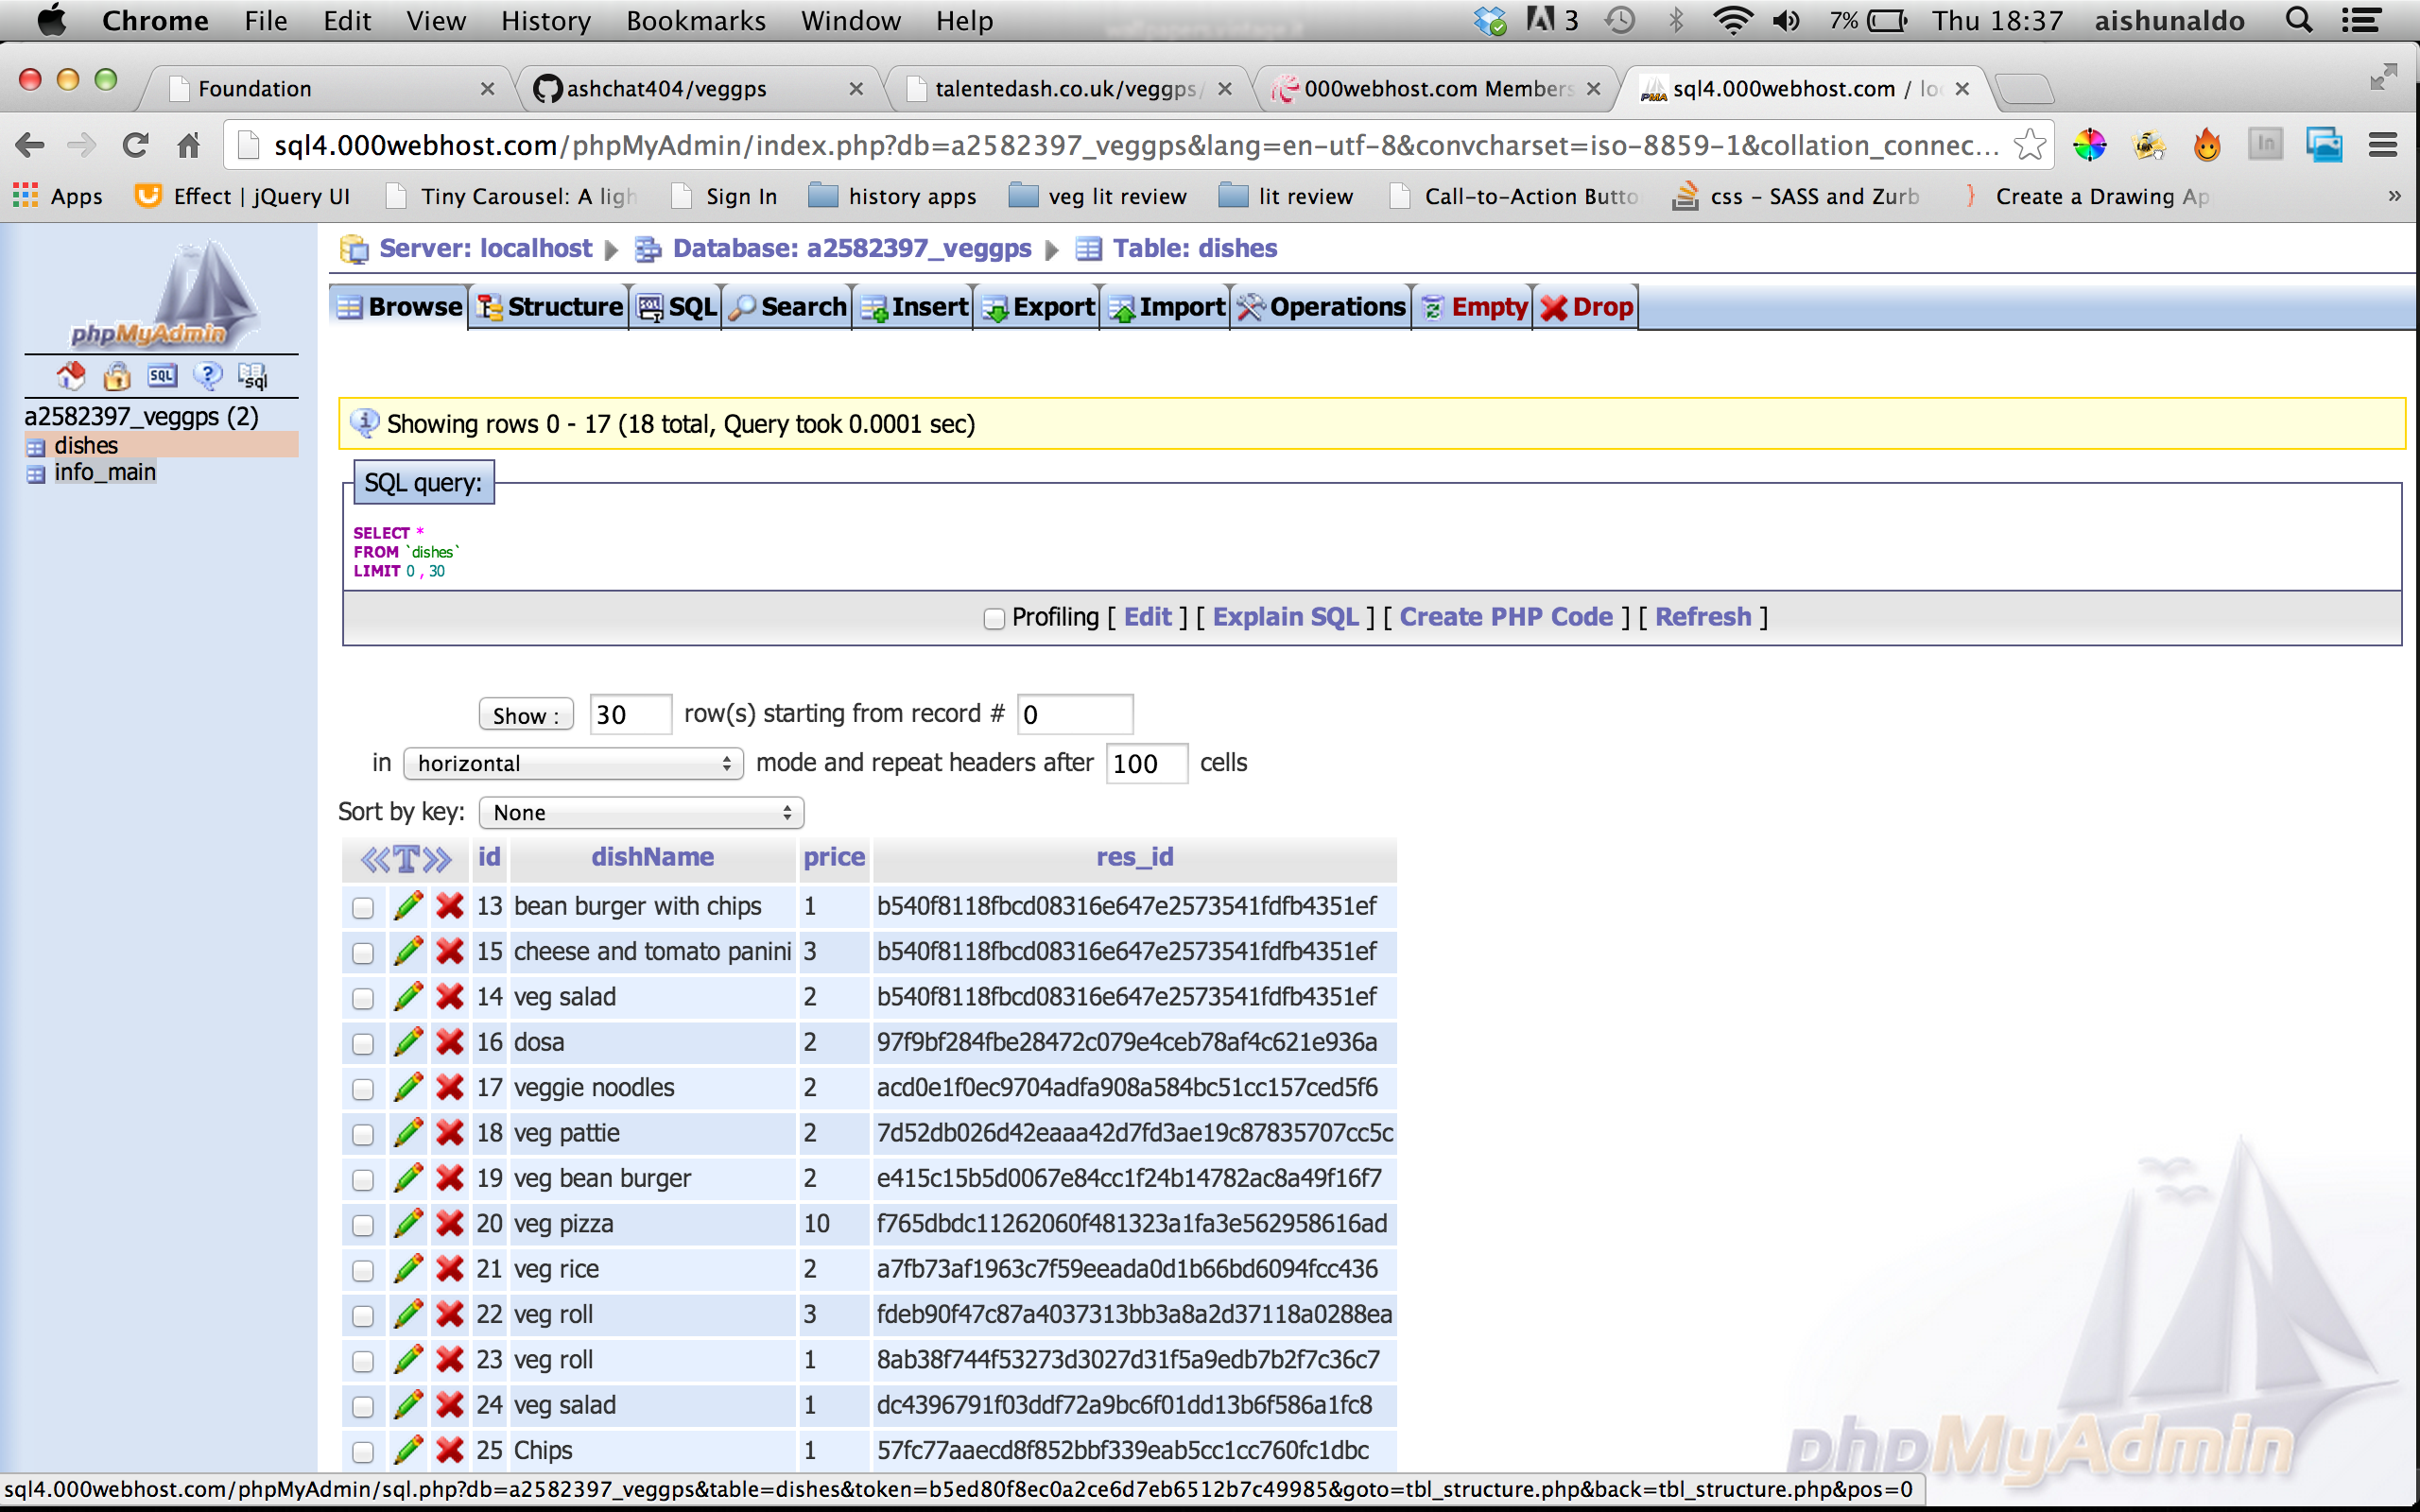 Chrome File Edit View History Bookmarks Window Help 3 7% Thu 18:37 aishunaldo
Foundation ashchat404/veggps talentedash.co.uk/veggps/ 000webhost.com Members sql4.000webhost.com / lo
sql4.000webhost.com/phpMyAdmin/index.php?db=a2582397_veggps&lang=en-utf-8&convcharset=iso-8859-1&collation_connec...
Apps Effect | jQuery UI Tiny Carousel: A ligh Sign In history apps veg lit review lit review Call-to-Action Butto css - SASS and Zurb Create a Drawing Ap »
phpMyAdmin
SQL ? sql
a2582397_veggps (2)
dishes
info_main
Server: localhost Database: a2582397_veggps Table: dishes
Browse Structure SQL Search Insert Export Import Operations Empty Drop
Showing rows 0 - 17 (18 total, Query took 0.0001 sec)
SQL query:
SELECT *
FROM `dishes`
LIMIT 0 , 30
Profiling [ Edit ] [ Explain SQL ] [ Create PHP Code ] [ Refresh ]
Show : 30 row(s) starting from record # 0
in horizontal mode and repeat headers after 100 cells
Sort by key: None
T id dishName price res_id
13 bean burger with chips 1 b540f8118fbcd08316e647e2573541fdfb4351ef
15 cheese and tomato panini 3 b540f8118fbcd08316e647e2573541fdfb4351ef
14 veg salad 2 b540f8118fbcd08316e647e2573541fdfb4351ef
16 dosa 2 97f9bf284fbe28472c079e4ceb78af4c621e936a
17 veggie noodles 2 acd0e1f0ec9704adfa908a584bc51cc157ced5f6
18 veg pattie 2 7d52db026d42eaaa42d7fd3ae19c87835707cc5c
19 veg bean burger 2 e415c15b5d0067e84cc1f24b14782ac8a49f16f7
20 veg pizza 10 f765dbdc11262060f481323a1fa3e562958616ad
21 veg rice 2 a7fb73af1963c7f59eeada0d1b66bd6094fcc436
22 veg roll 3 fdeb90f47c87a4037313bb3a8a2d37118a0288ea
23 veg roll 1 8ab38f744f53273d3027d31f5a9edb7b2f7c36c7
24 veg salad 1 dc4396791f03ddf72a9bc6f01dd13b6f586a1fc8
25 Chips 1 57fc77aaecd8f852bbf339eab5cc1cc760fc1dbc
phpMyAdmin
sql4.000webhost.com/phpMyAdmin/sql.php?db=a2582397_veggps&table=dishes&token=b5ed80f8ec0a2ce6d7eb6512b7c49985&goto=tbl_structure.php&back=tbl_structure.php&pos=0